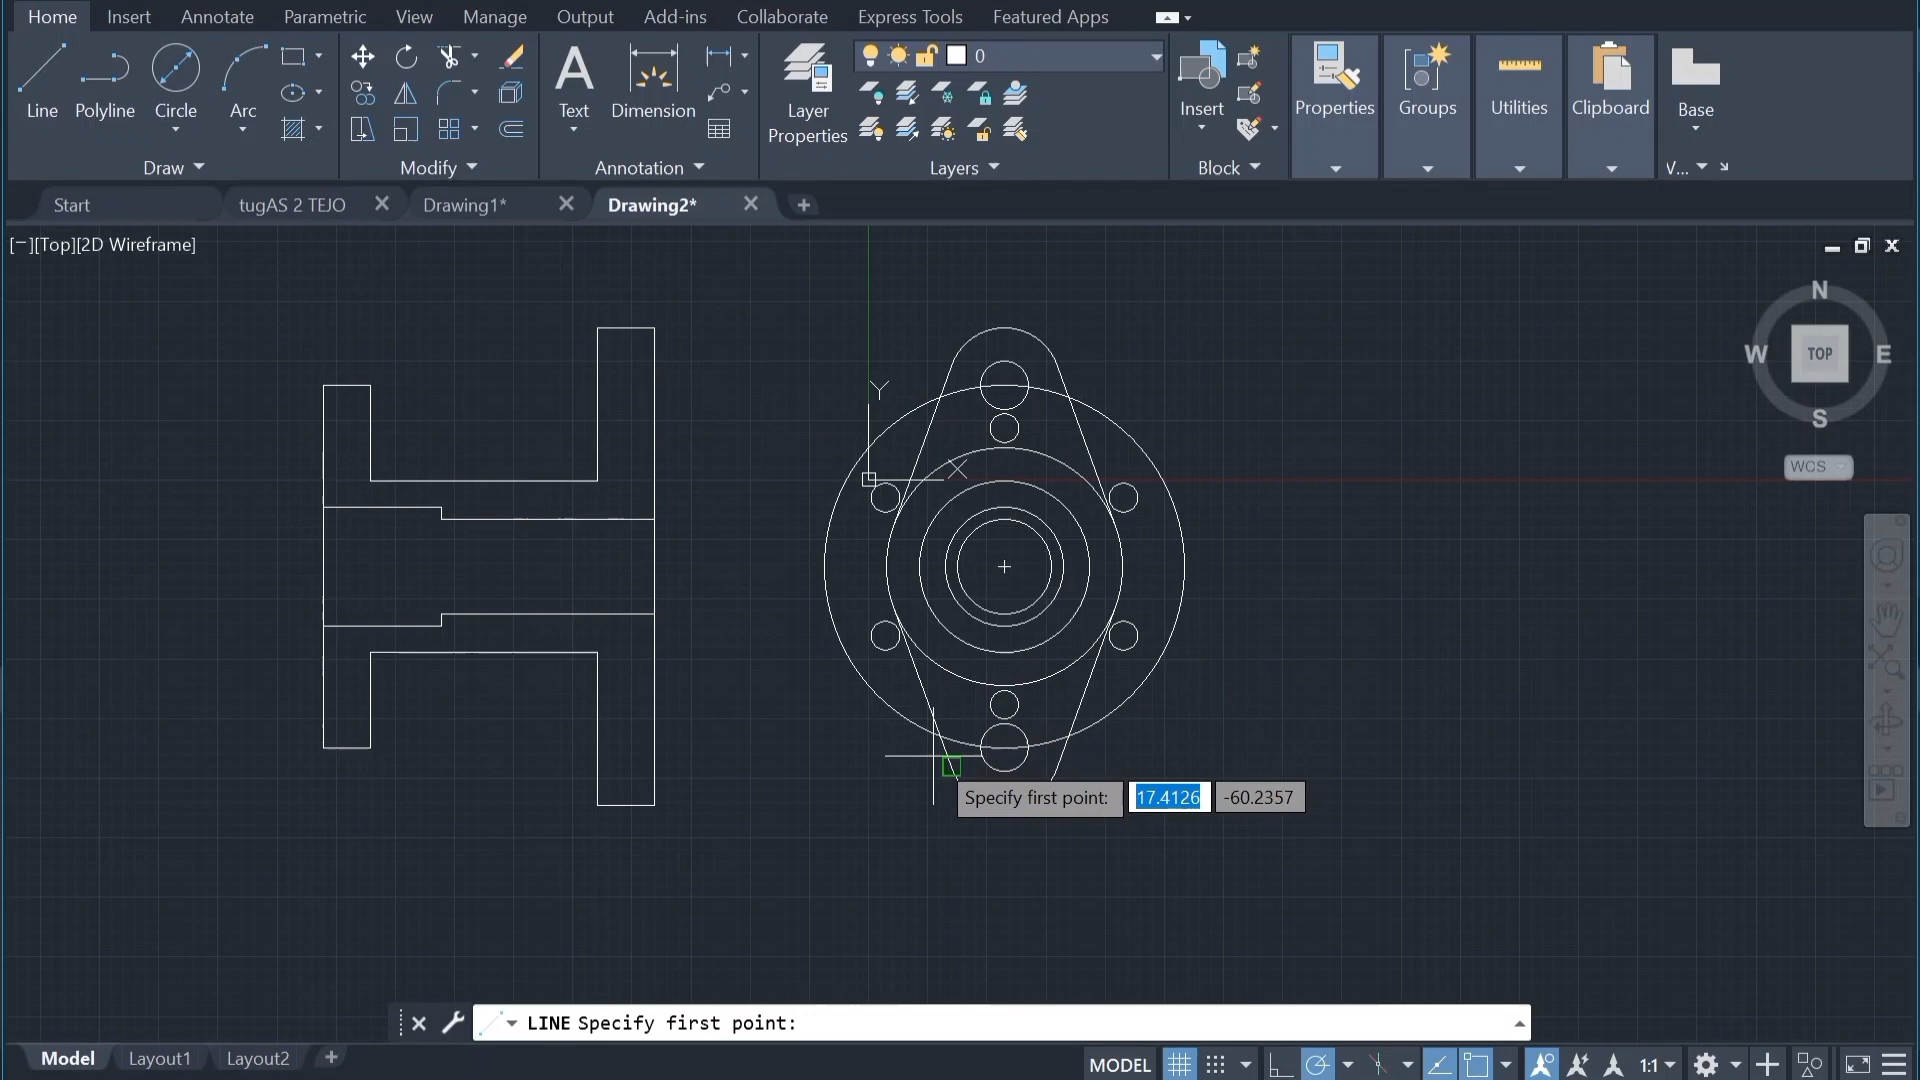 Home Insert Annotate Parametric View Manage Output Add-ins Collaborate Express Tools Featured Apps
0
Line Polyline Circle Arc Text Dimension Layer Properties Insert Properties Groups Utilities Clipboard Base
Draw Modify Annotation Layers Block V...
Start tugAS 2 TEJO Drawing1* Drawing2*
[−][Top][2D Wireframe]
N
W TOP E
S
WCS
Y
X
Specify first point: 17.4126 -60.2357
LINE Specify first point:
Model Layout1 Layout2 MODEL 1:1